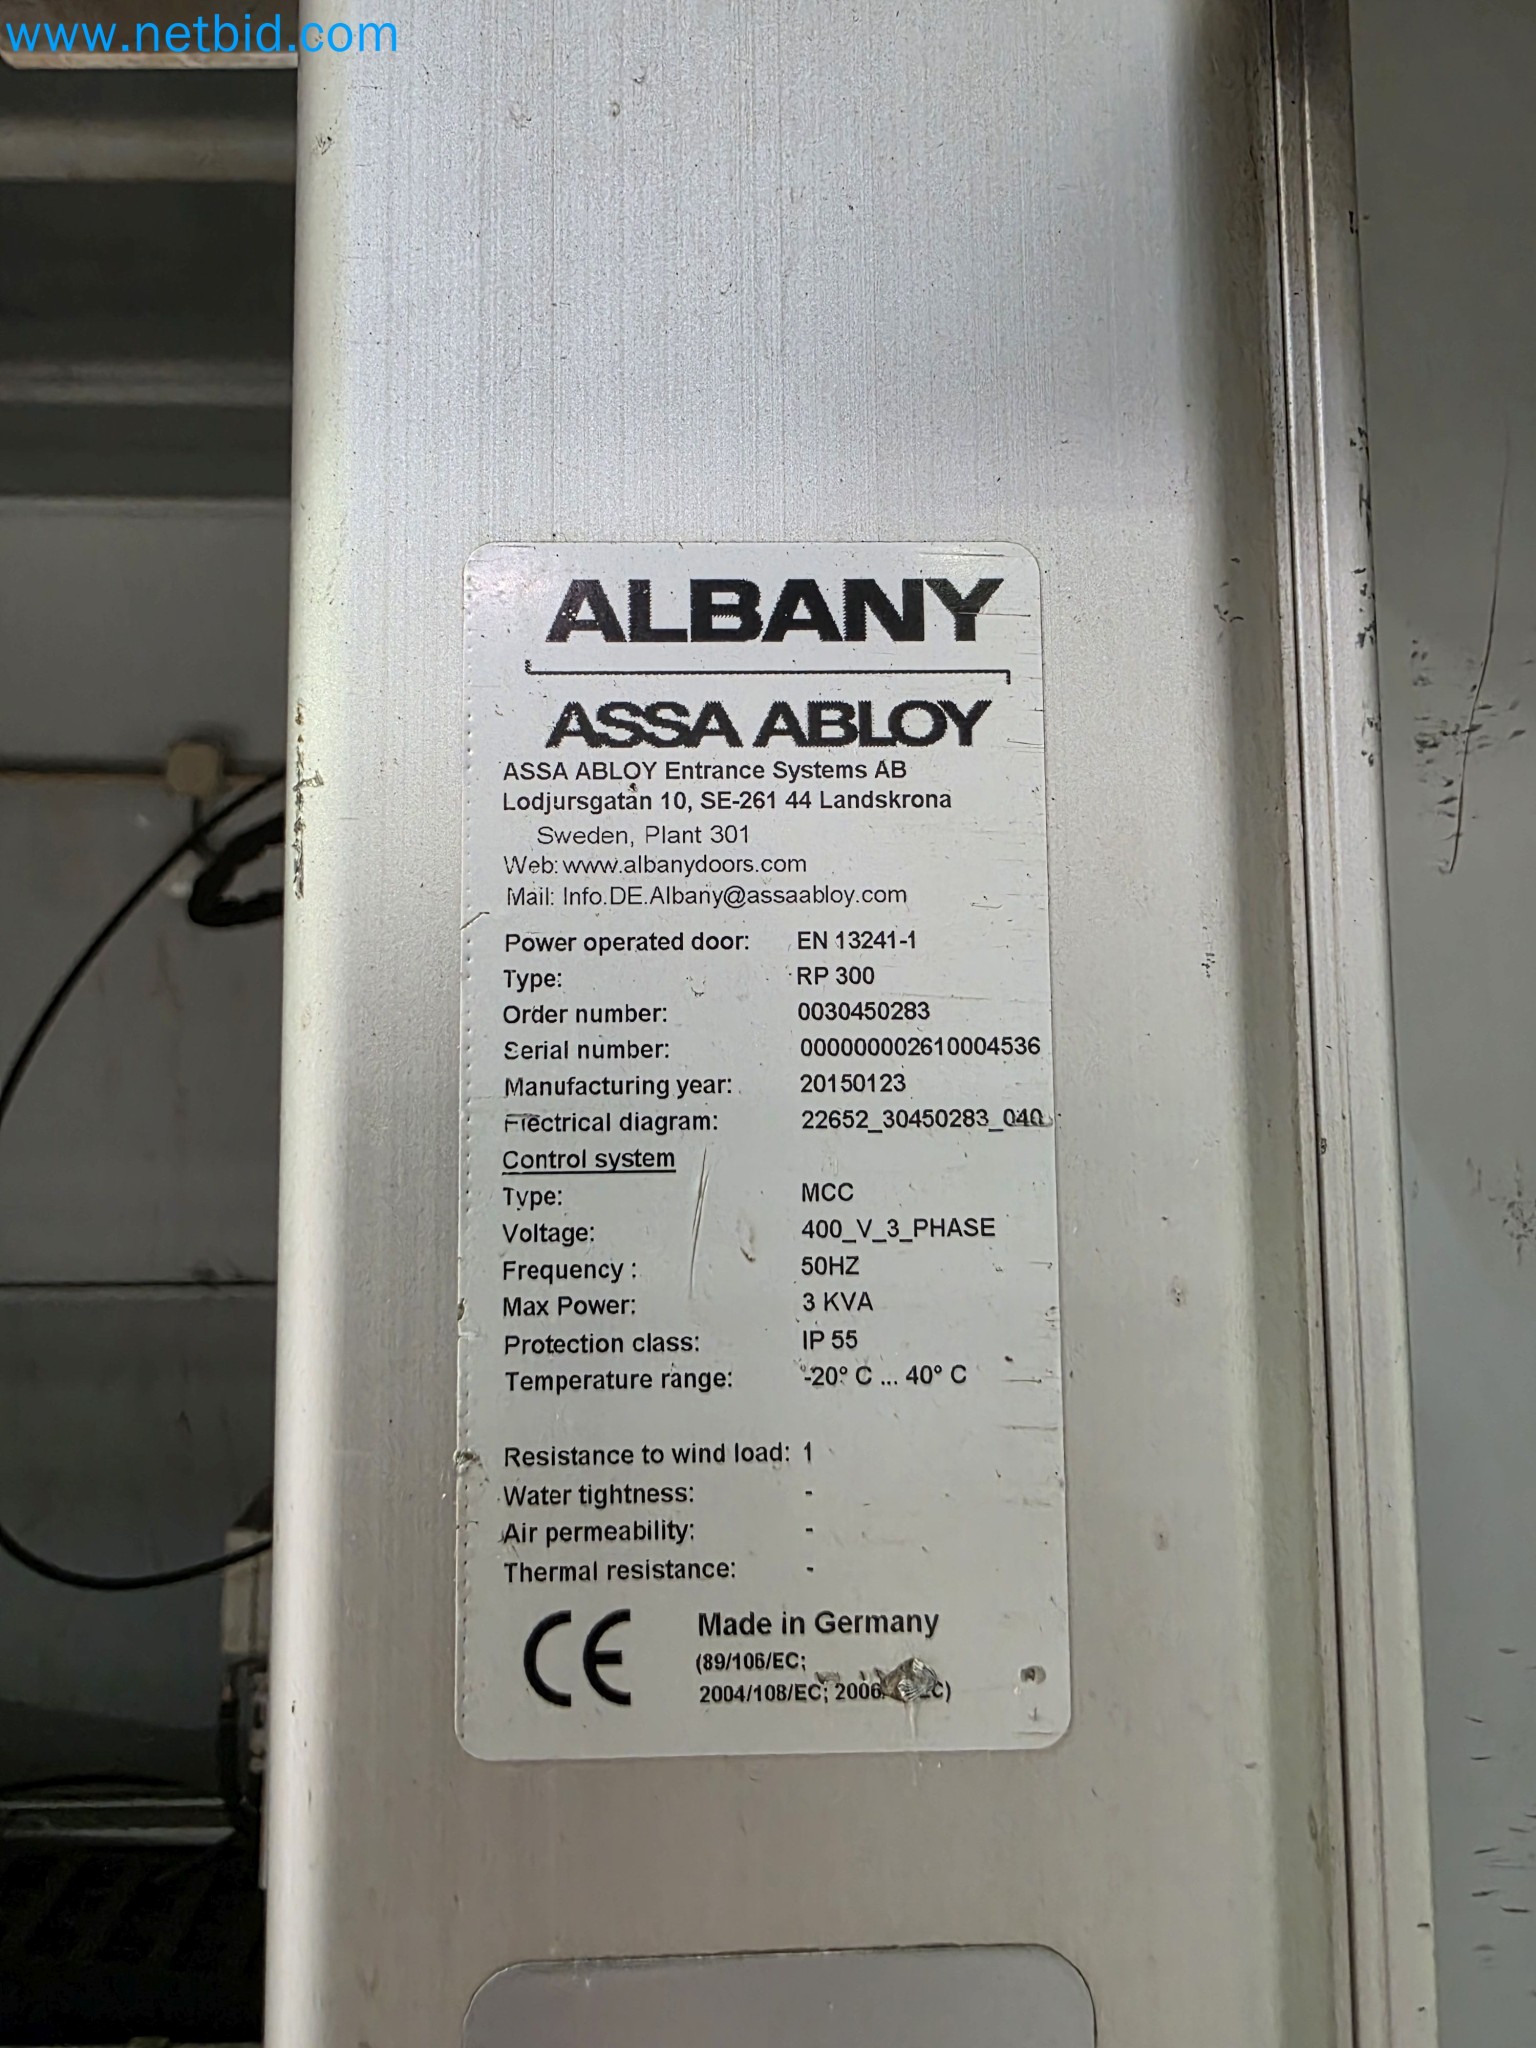 www.netbid.com
ALBANY
ASSA ABLOY
ASSA ABLOY Entrance Systems AB
Lodjursgatan 10, SE-261 44 Landskrona
Sweden, Plant 301
Web: www.albanydoors.com
Mail: Info.DE.Albany@assaabloy.com
Power operated door: EN 13241-1
Type: RP 300
Order number: 0030450283
Serial number: 000000002610004536
Manufacturing year: 20150123
Electrical diagram: 22652_30450283_040
Control system
Type: MCC
Voltage: 400_V_3_PHASE
Frequency : 50HZ
Max Power: 3 KVA
Protection class: IP 55
Temperature range: -20° C ... 40° C
Resistance to wind load: 1
Water tightness: -
Air permeability: -
Thermal resistance: -
CE Made in Germany
(89/106/EC;
2004/108/EC;